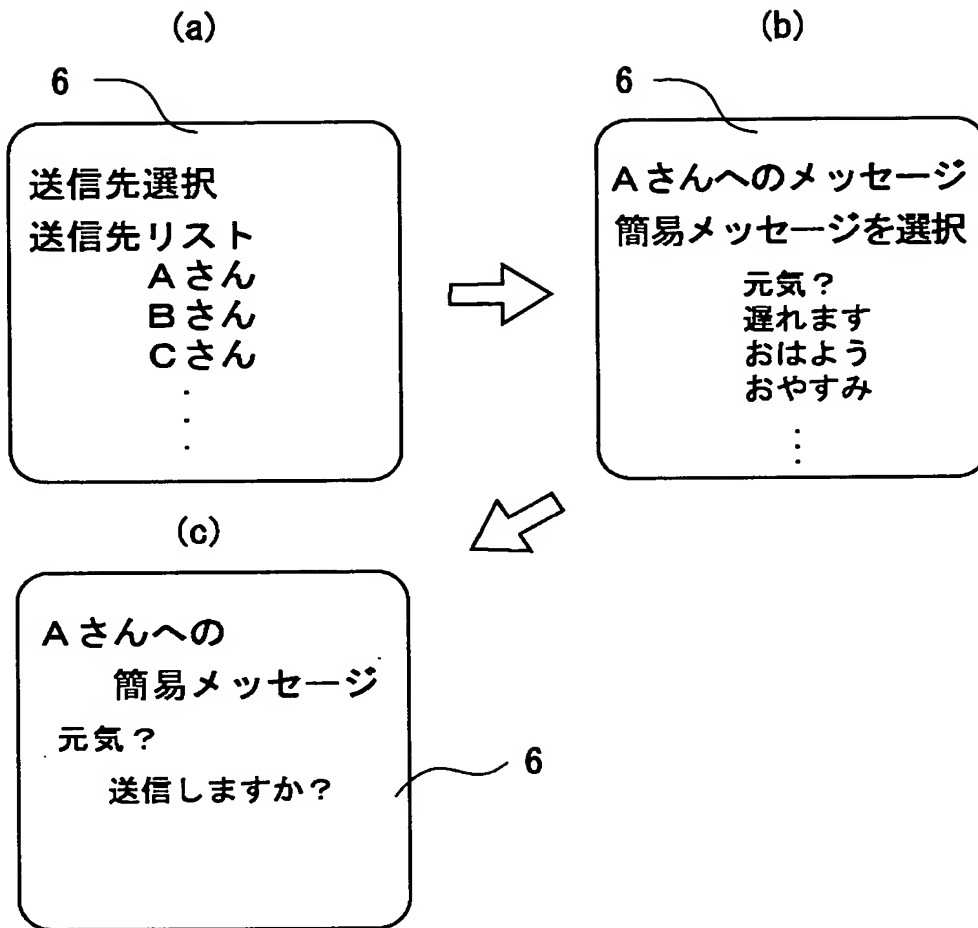 (a)
6
送信先選択
送信先リスト
Aさん
Bさん
Cさん
・
・
・
(b)
6
Aさんへのメッセージ
簡易メッセージを選択
元気?
遅れます
おはよう
おやすみ
⋮
(c)
Aさんへの
簡易メッセージ
元気?
送信しますか?
6